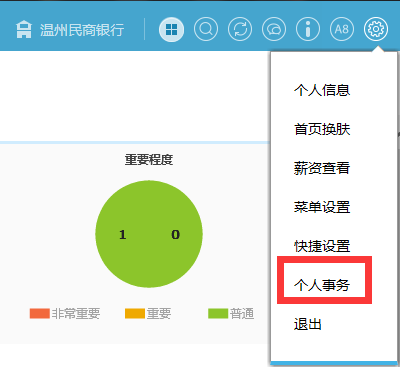 温州民商银行
A8
个人信息
首页换肤
薪资查看
菜单设置
快捷设置
个人事务
退出
重要程度
1 0
非常重要 重要 普通